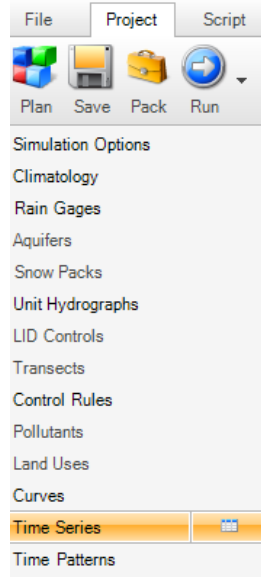 File Project Script
Plan Save Pack Run
Simulation Options
Climatology
Rain Gages
Aquifers
Snow Packs
Unit Hydrographs
LID Controls
Transects
Control Rules
Pollutants
Land Uses
Curves
Time Series
Time Patterns